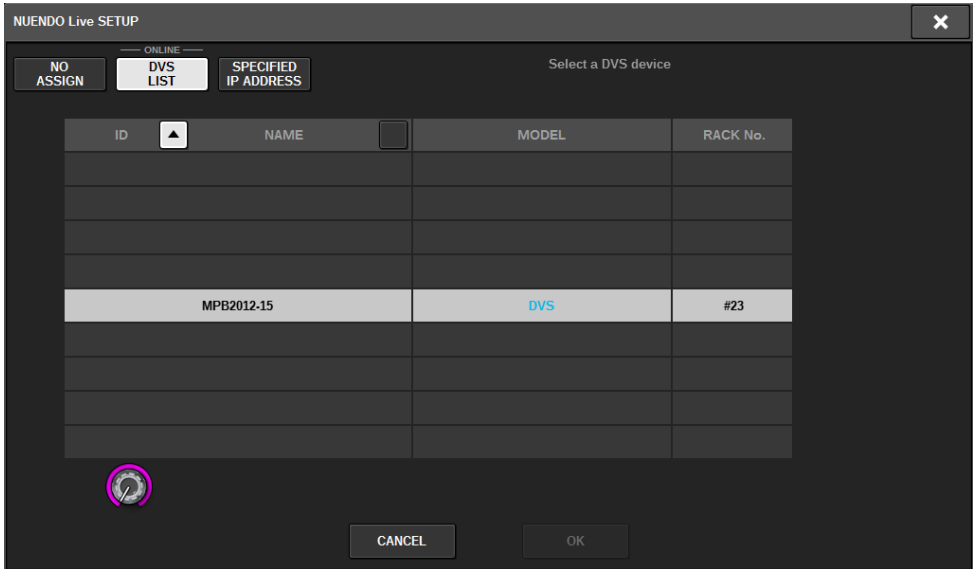 NUENDO Live SETUP
ONLINE
NO ASSIGN
DVS LIST
SPECIFIED IP ADDRESS
Select a DVS device
ID NAME MODEL RACK No.
MPB2012-15 DVS #23
CANCEL OK